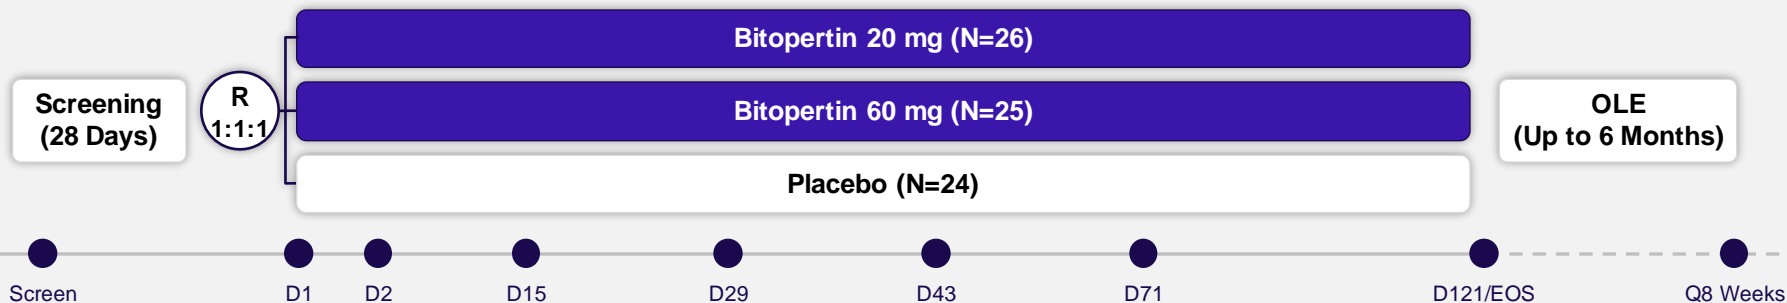 Bitopertin 20 mg (N=26)
Screening
(28 Days)
R
1:1:1
Bitopertin 60 mg (N=25)
OLE
(Up to 6 Months)
Placebo (N=24)
Screen
D1
D2
D15
D29
D43
D71
D121/EOS
Q8 Weeks